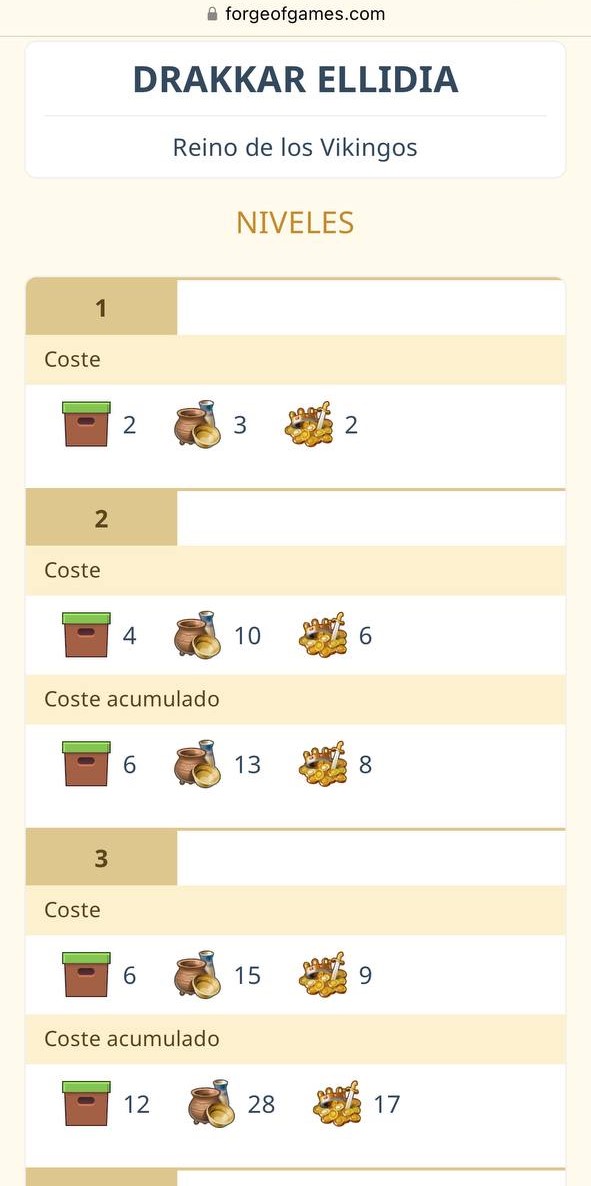 forgeofgames.com
DRAKKAR ELLIDIA
Reino de los Vikingos
NIVELES
1
Coste
2 3 2
2
Coste
4 10 6
Coste acumulado
6 13 8
3
Coste
6 15 9
Coste acumulado
12 28 17